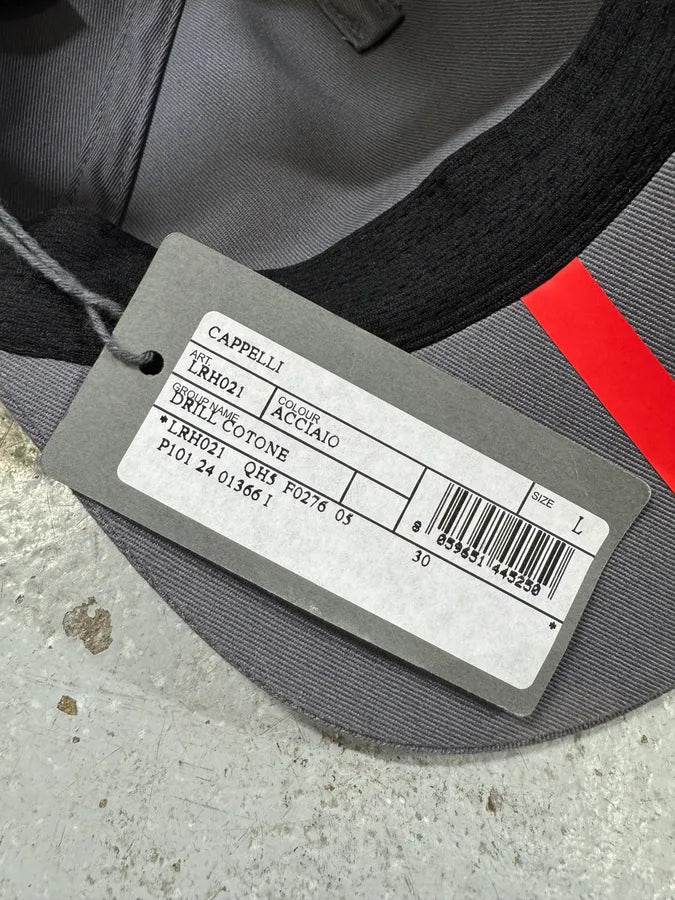 CAPPELLI
ART.
LRH021
COLOUR
ACCIAIO
GROUP NAME
DRILL COTONE
*LRH021 QH5 F0276 05
P101 24 01366 I
SIZE
L
8 059651 445250
30
*